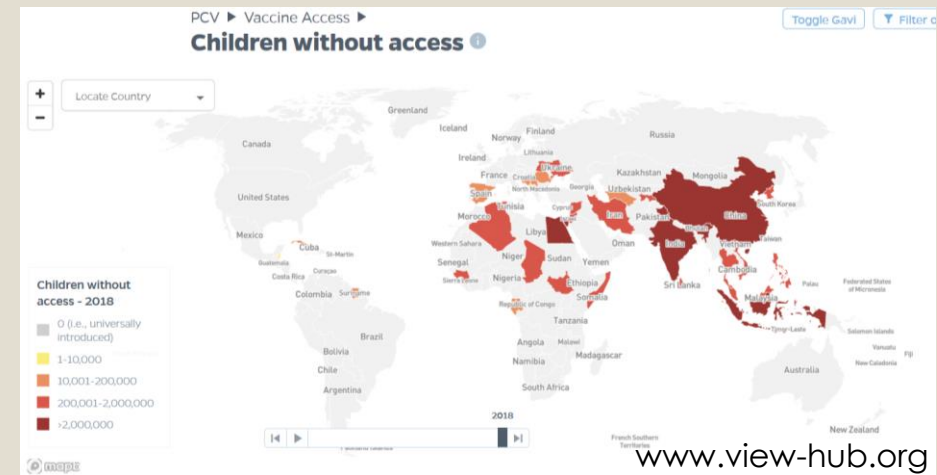 PCV ▶ Vaccine Access ▶
Toggle Gavi
Filter
Children without access
+
−
Locate Country
Greenland
Iceland
Norway
Finland
Russia
Canada
Lithuania
Ireland
Ukraine
France
Croatia
Kazakhstan
Mongolia
North Macedonia
Georgia
Uzbekistan
United States
Spain
Tunisia
Cyprus
South Korea
Morocco
Iran
Pakistan
China
Mexico
Libya
Bhutan
Taiwan
Cuba
St-Martin
Western Sahara
Oman
India
Vietnam
Guatemala
Curaçao
Senegal
Niger
Sudan
Yemen
Costa Rica
Sierra Leone
Nigeria
Ethiopia
Sri Lanka
Cambodia
Palau
Federated States
of Micronesia
Colombia
Suriname
Republic of Congo
Somalia
Malaysia
Tanzania
Timor-Leste
Solomon Islands
Brazil
Angola
Malawi
Vanuatu
Fiji
Bolivia
Namibia
Madagascar
New Caledonia
Chile
Australia
Argentina
South Africa
New Zealand
Children without
access - 2018
0 (i.e., universally
introduced)
1-10,000
10,001-200,000
200,001-2,000,000
>2,000,000
2018
French Southern
Territories
www.view-hub.org